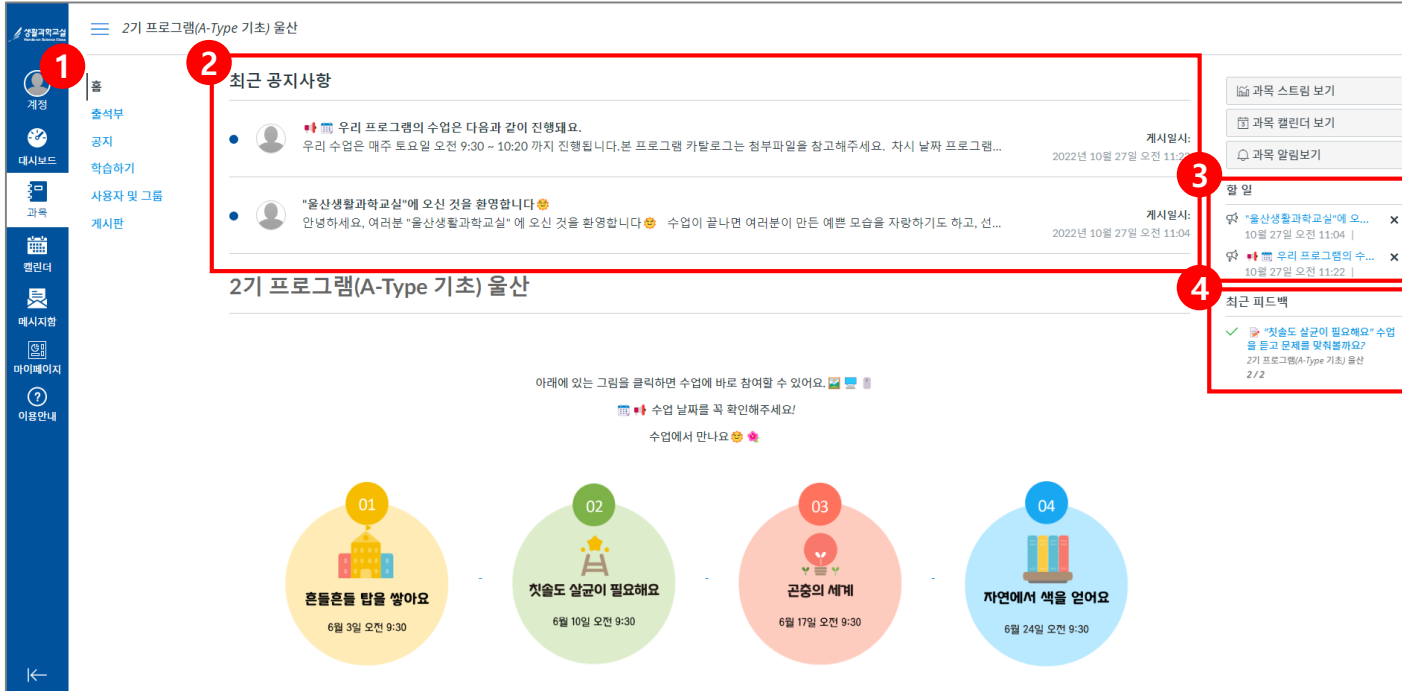 생활과학교실
Hands-on Science Class
2기 프로그램(A-Type 기초) 울산
1
계정
대시보드
과목
캘린더
메시지함
마이페이지
이용안내
홈
출석부
공지
학습하기
사용자 및 그룹
게시판
2
최근 공지사항
우리 프로그램의 수업은 다음과 같이 진행돼요.
우리 수업은 매주 토요일 오전 9:30 ~ 10:20 까지 진행됩니다.본 프로그램 카탈로그는 첨부파일을 참고해주세요. 차시 날짜 프로그램...
게시일시:
2022년 10월 27일 오전 11:22
"울산생활과학교실"에 오신 것을 환영합니다
안녕하세요, 여러분 "울산생활과학교실" 에 오신 것을 환영합니다 수업이 끝나면 여러분이 만든 예쁜 모습을 자랑하기도 하고, 선...
게시일시:
2022년 10월 27일 오전 11:04
2기 프로그램(A-Type 기초) 울산
아래에 있는 그림을 클릭하면 수업에 바로 참여할 수 있어요.
수업 날짜를 꼭 확인해주세요!
수업에서 만나요
01
흔들흔들 탑을 쌓아요
6월 3일 오전 9:30
-
02
칫솔도 살균이 필요해요
6월 10일 오전 9:30
-
03
곤충의 세계
6월 17일 오전 9:30
-
04
자연에서 색을 얻어요
6월 24일 오전 9:30
과목 스트림 보기
과목 캘린더 보기
과목 알림보기
3
할 일
"울산생활과학교실"에 오...
10월 27일 오전 11:04 |
우리 프로그램의 수...
10월 27일 오전 11:22 |
4
최근 피드백
"칫솔도 살균이 필요해요" 수업
을 듣고 문제를 맞춰볼까요?
2기 프로그램(A-Type 기초) 울산
2 / 2